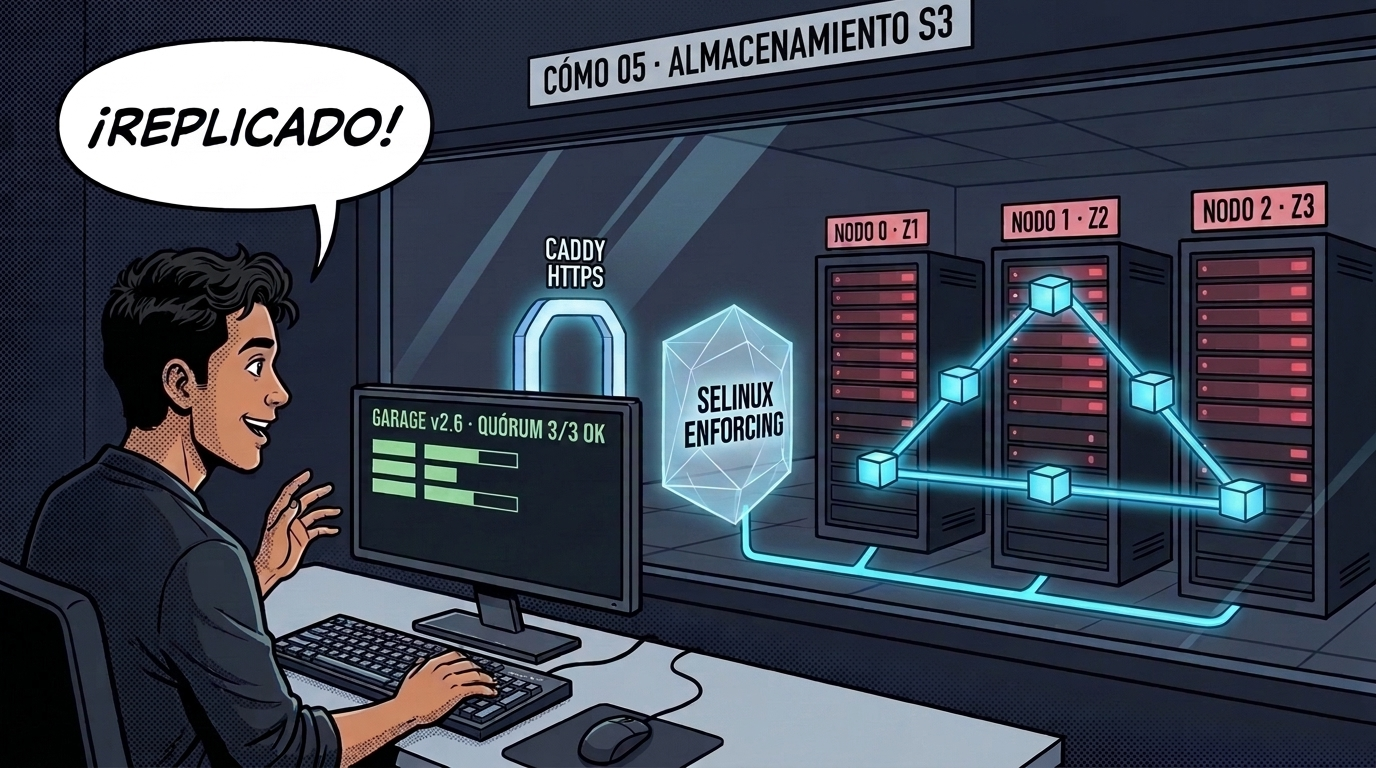 CÓMO 05 · ALMACENAMIENTO S3
¡REPLICADO!
CADDY
HTTPS
NODO 0 · Z1
NODO 1 · Z2
NODO 2 · Z3
SELINUX
ENFORCING
GARAGE v2.6 · QUÓRUM 3/3 OK